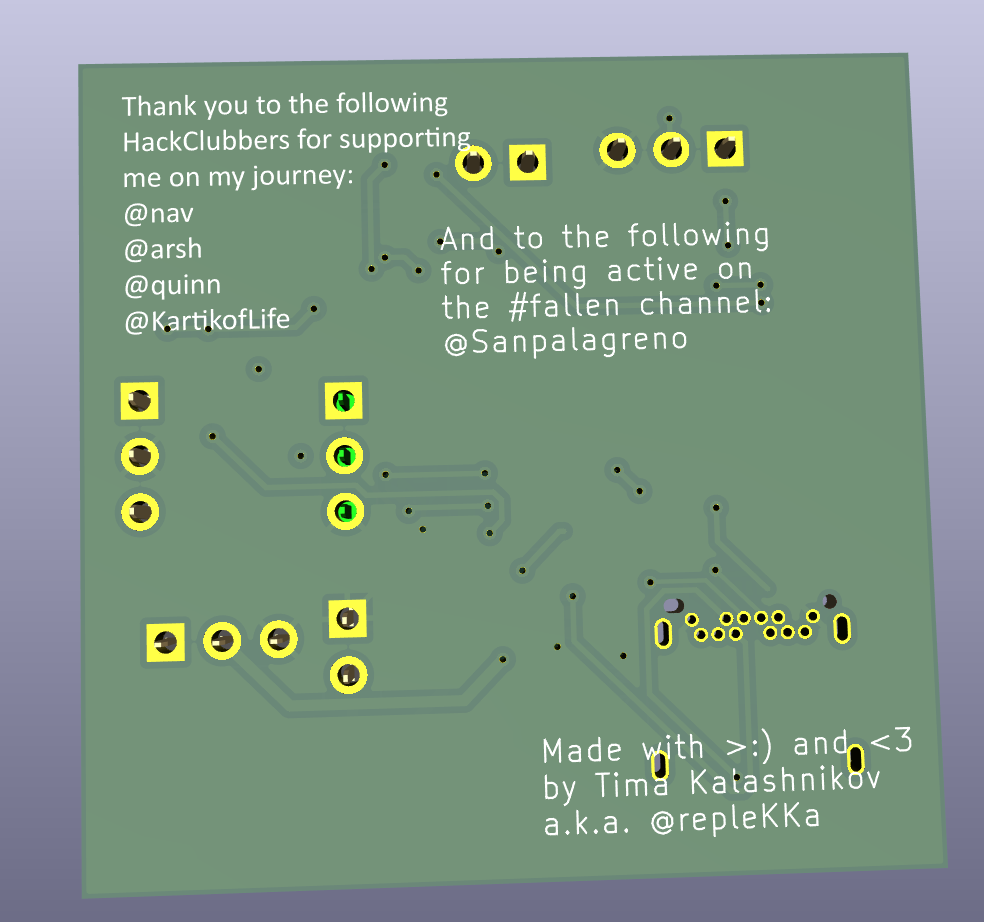 Thank you to the following
HackClubbers for supporting
me on my journey:
@nav
@arsh
@quinn
@KartikofLife
And to the following
for being active on
the #fallen channel:
@Sanpalagreno
Made with >:) and <3
by Tima Kalashnikov
a.k.a. @repleKKa